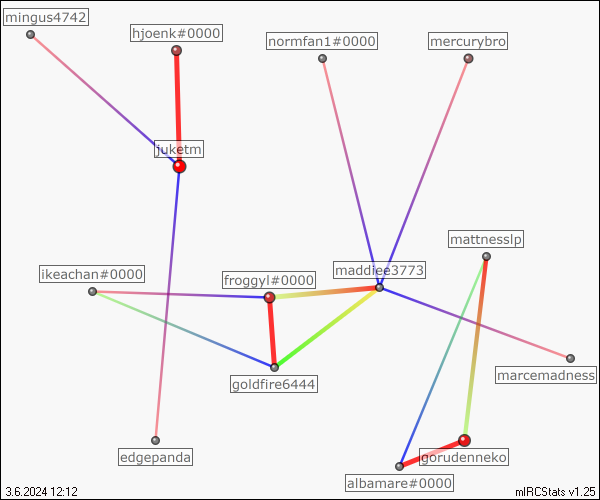 mingus4742
hjoenk#0000
normfan1#0000
mercurybro
juketm
mattnesslp
maddiee3773
ikeachan#0000
froggyl#0000
goldfire6444
marcemadness
edgepanda
gorudenneko
albamare#0000
3.6.2024 12:12
mIRCStats v1.25